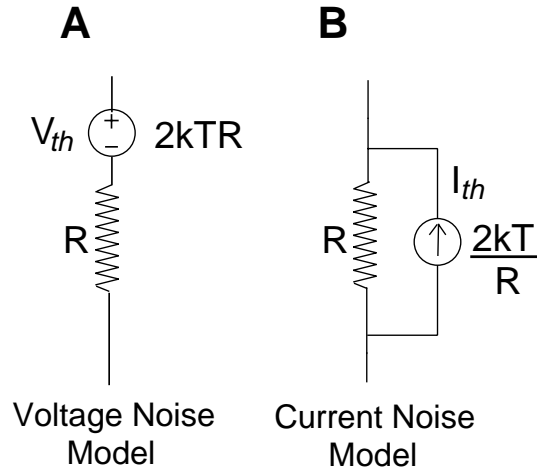 A
V_th
2kTR
R
Voltage Noise
Model
B
I_th
R
2kT
R
Current Noise
Model